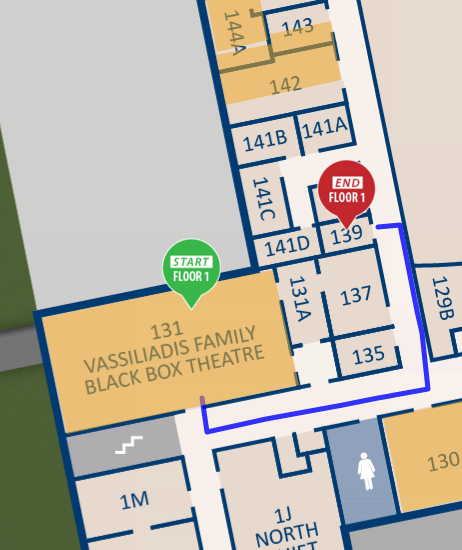 144A
143
142
141B
141A
141C
END
FLOOR 1
139
141D
START
FLOOR 1
131A
137
129B
131
VASSILIADIS FAMILY
BLACK BOX THEATRE
135
130
1M
1J
NORTH